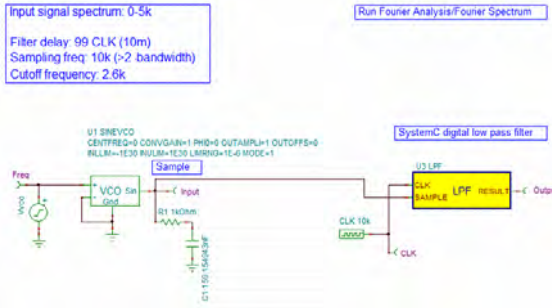 Input signal spectrum: 0-5k
Run Fourier Analysis/Fourier Spectrum
Filter delay: 99 CLK (10m)
Sampling freq: 10k (>2 bandwidth)
Cutoff frequency: 2.6k
U1 SINEVCO
CENTFREQ=0 CONVGAIN=1 PHI0=0 OUTAMPLI=1 OUTOFFS=0
INLLIM=-1E30 INULIM=1E30 LIMRNG=1E-6 MODE=1
SystemC digital low pass filter
Sample
U3 LPF
Freq
VCO Sin
Gnd
Input
CLK
SAMPLE
LPF
RESULT
Outp
R1 1kOhm
CLK 10k
CLK